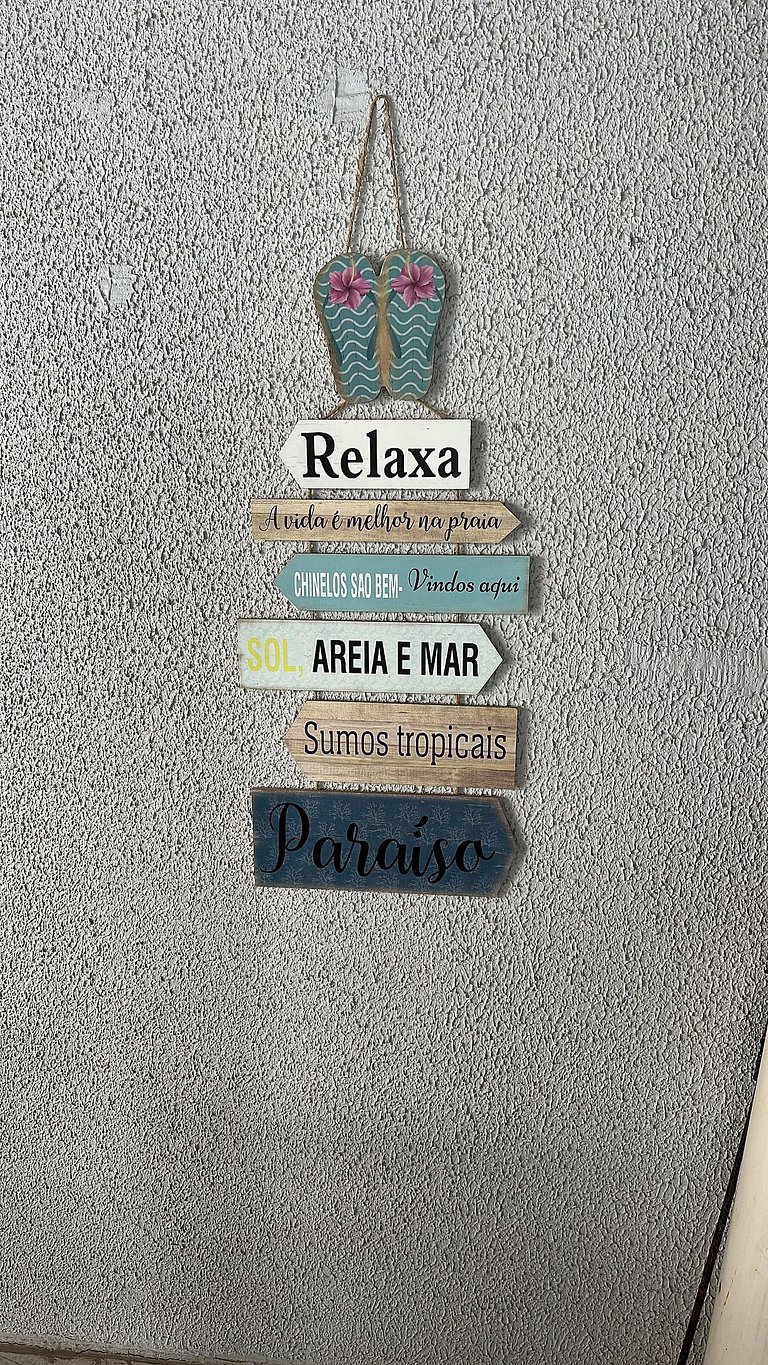 Relaxa
A vida é melhor na praia
CHINELOS SAO BEM- Vindos aqui
SOL, AREIA E MAR
Sumos tropicais
Paraíso